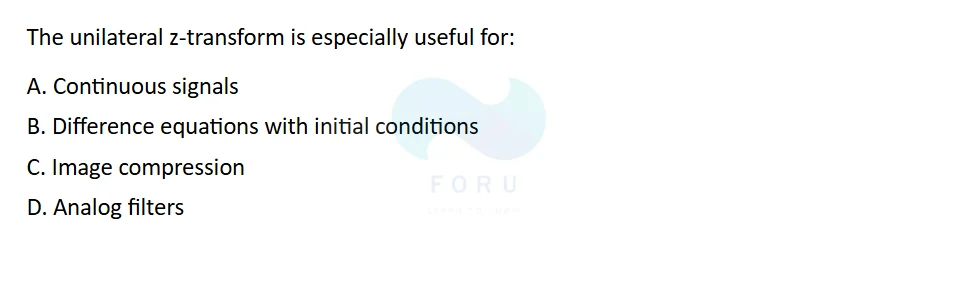 The unilateral z-transform is especially useful for:
A. Continuous signals
B. Difference equations with initial conditions
C. Image compression
D. Analog filters
FORU